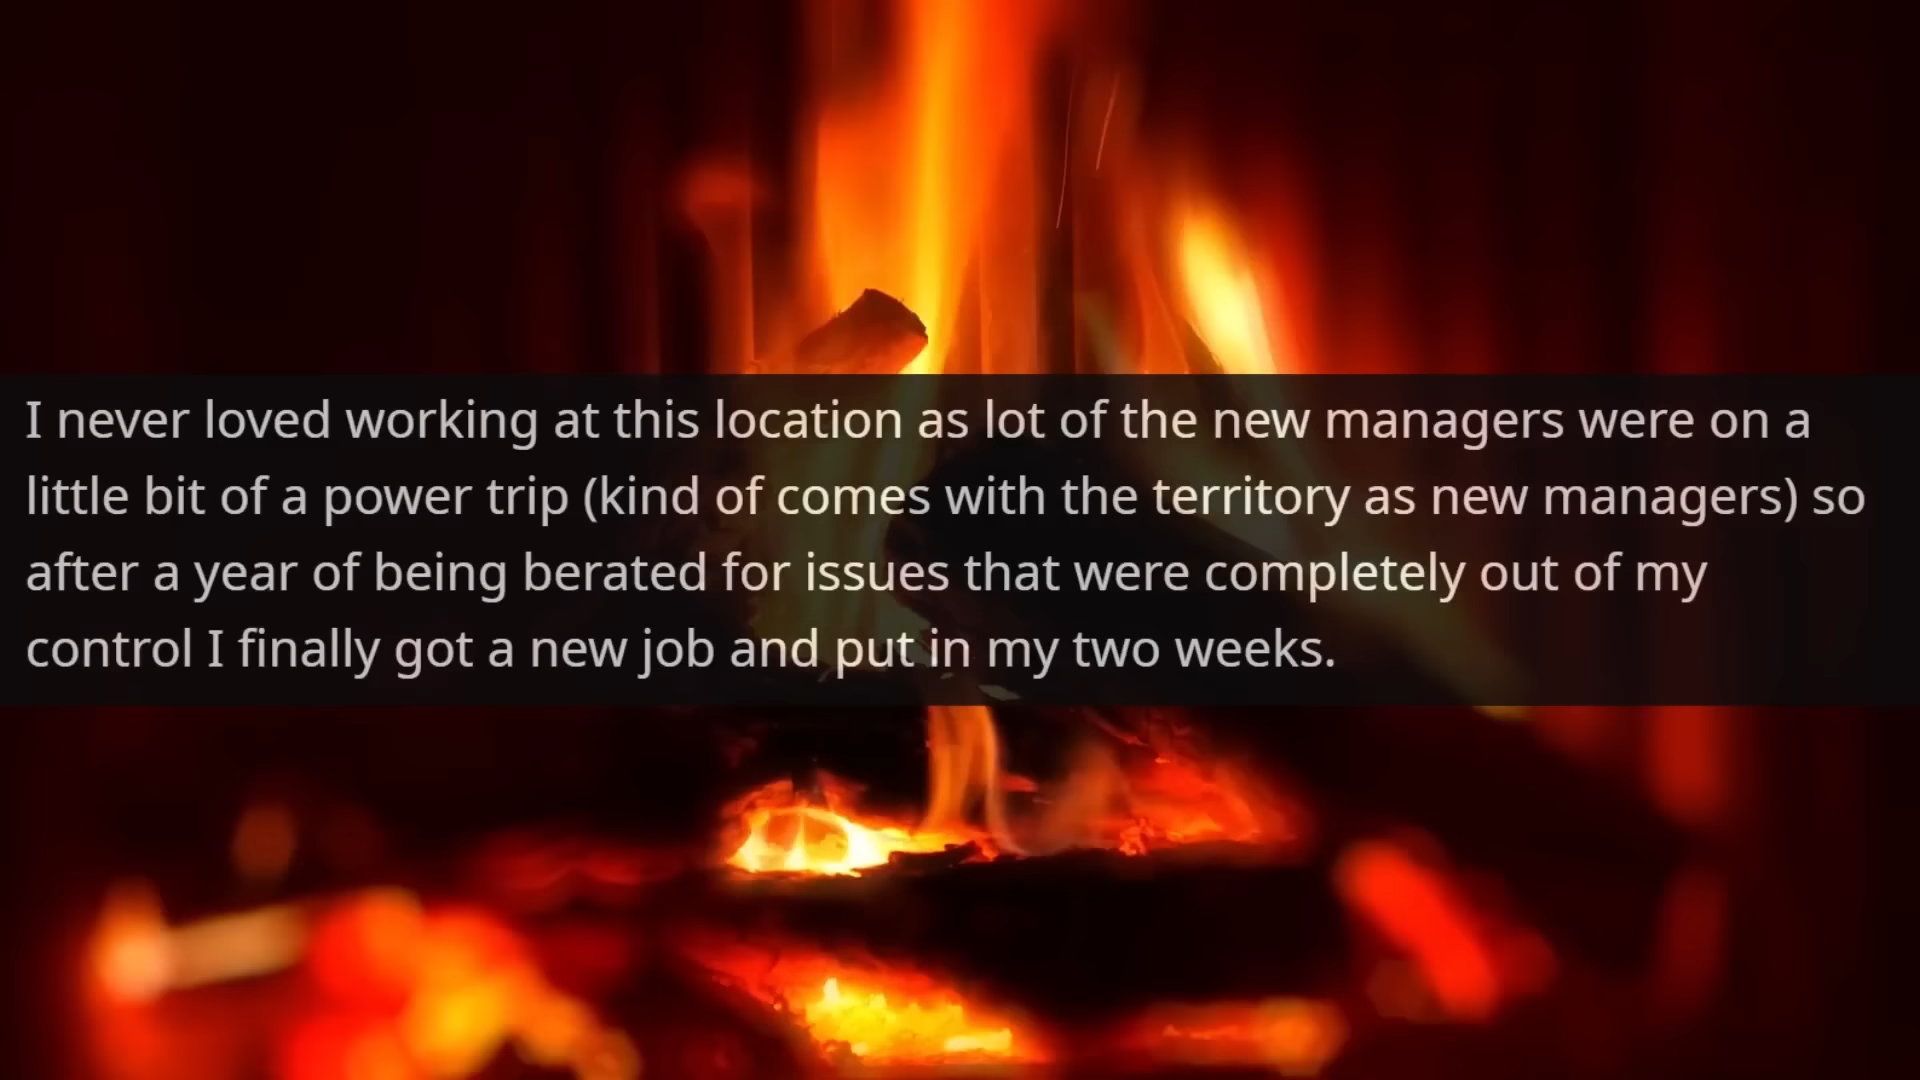 I never loved working at this location as lot of the new managers were on a
little bit of a power trip (kind of comes with the territory as new managers) so
after a year of being berated for issues that were completely out of my
control I finally got a new job and put in my two weeks.